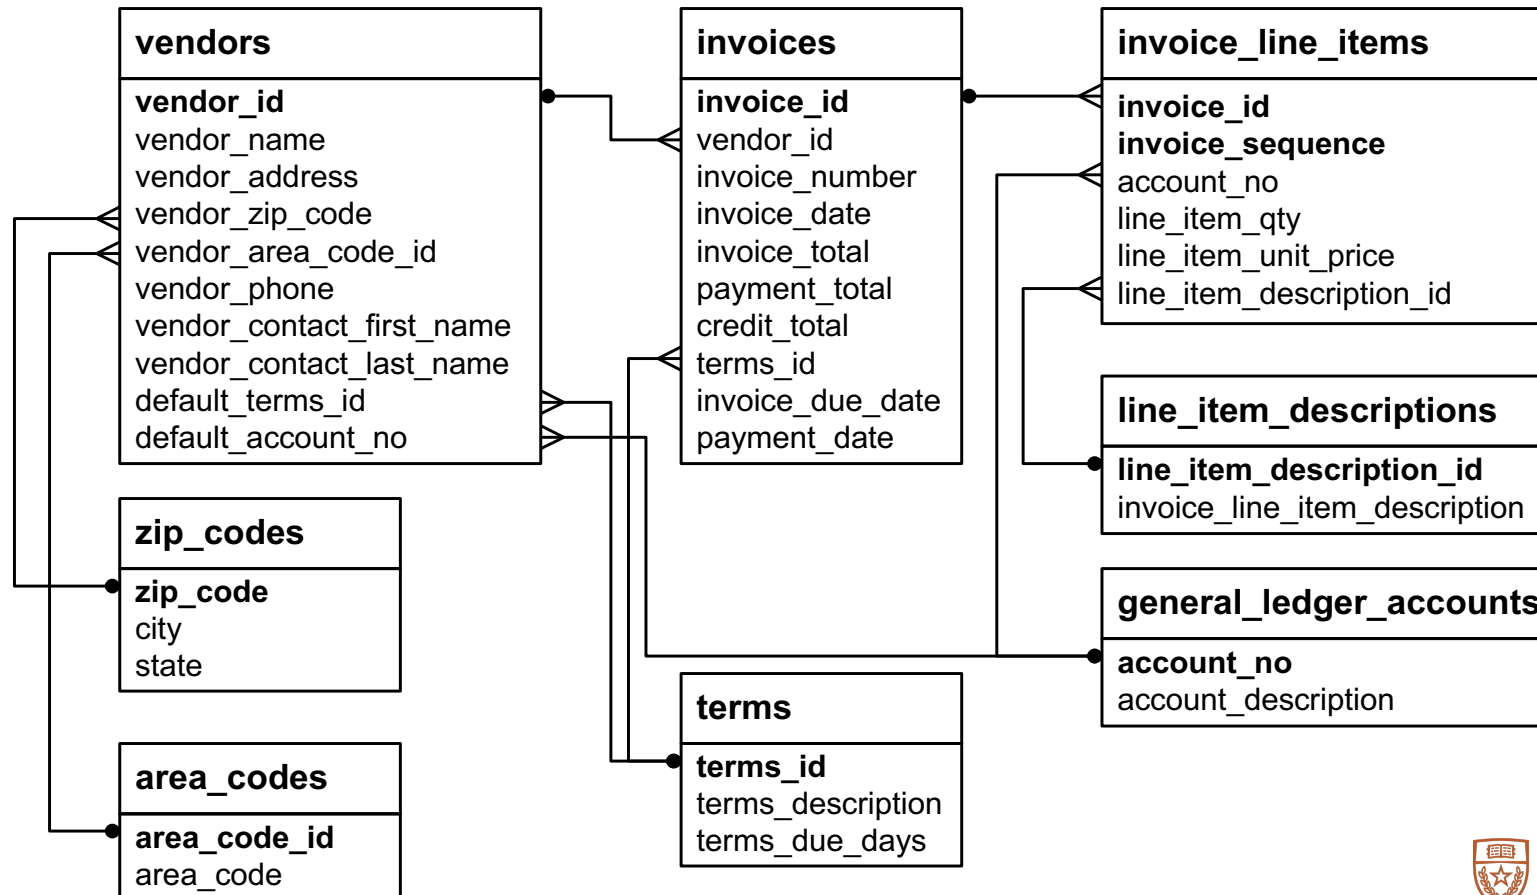 vendors
vendor_id
vendor_name
vendor_address
vendor_zip_code
vendor_area_code_id
vendor_phone
vendor_contact_first_name
vendor_contact_last_name
default_terms_id
default_account_no
invoices
invoice_id
vendor_id
invoice_number
invoice_date
invoice_total
payment_total
credit_total
terms_id
invoice_due_date
payment_date
invoice_line_items
invoice_id
invoice_sequence
account_no
line_item_qty
line_item_unit_price
line_item_description_id
line_item_descriptions
line_item_description_id
invoice_line_item_description
zip_codes
zip_code
city
state
general_ledger_accounts
account_no
account_description
terms
terms_id
terms_description
terms_due_days
area_codes
area_code_id
area_code